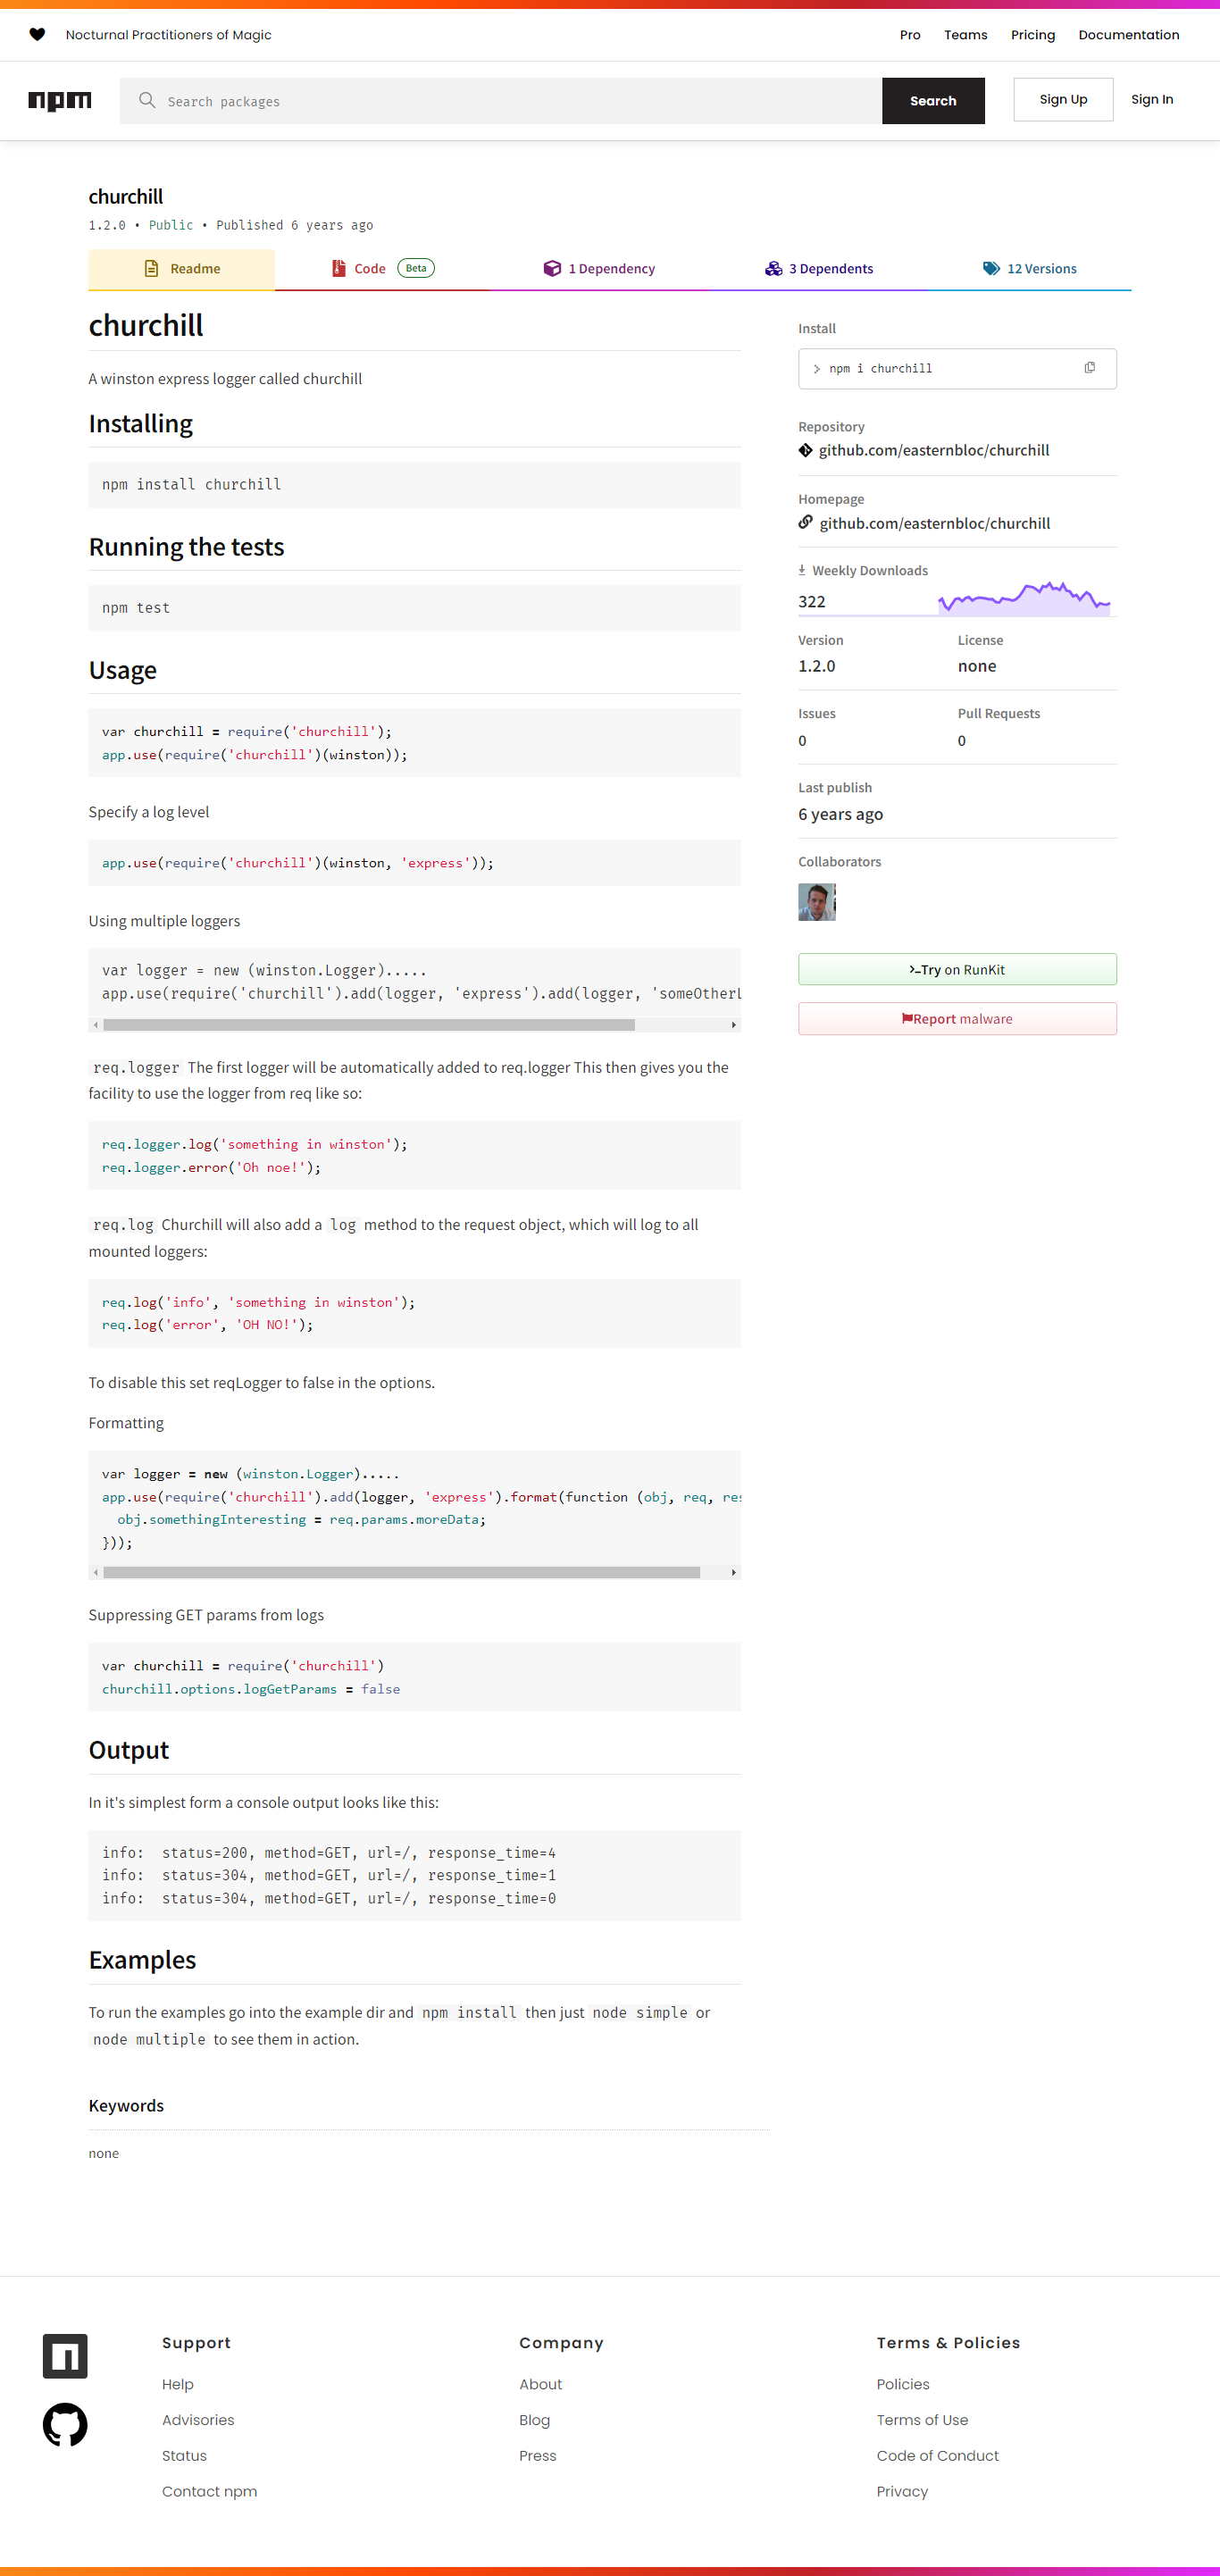 Nocturnal Practitioners of Magic
Pro Teams Pricing Documentation
npm Search packages Search Sign Up Sign In
churchill
1.2.0 • Public • Published 6 years ago
Readme Code Beta 1 Dependency 3 Dependents 12 Versions
churchill
A winston express logger called churchill
Installing
npm install churchill
Running the tests
npm test
Usage
var churchill = require('churchill');
app.use(require('churchill')(winston));
Specify a log level
app.use(require('churchill')(winston, 'express'));
Using multiple loggers
var logger = new (winston.Logger).....
app.use(require('churchill').add(logger, 'express').add(logger, 'someOtherL
req.logger The first logger will be automatically added to req.logger This then gives you the
facility to use the logger from req like so:
req.logger.log('something in winston');
req.logger.error('Oh noe!');
req.log Churchill will also add a log method to the request object, which will log to all
mounted loggers:
req.log('info', 'something in winston');
req.log('error', 'OH NO!');
To disable this set reqLogger to false in the options.
Formatting
var logger = new (winston.Logger).....
app.use(require('churchill').add(logger, 'express').format(function (obj, req, res
obj.somethingInteresting = req.params.moreData;
}));
Suppressing GET params from logs
var churchill = require('churchill')
churchill.options.logGetParams = false
Output
In it's simplest form a console output looks like this:
info:  status=200, method=GET, url=/, response_time=4
info:  status=304, method=GET, url=/, response_time=1
info:  status=304, method=GET, url=/, response_time=0
Examples
To run the examples go into the example dir and npm install then just node simple or
node multiple to see them in action.
Keywords
none
Install
> npm i churchill
Repository
github.com/easternbloc/churchill
Homepage
github.com/easternbloc/churchill
Weekly Downloads
322
Version License
1.2.0 none
Issues Pull Requests
0 0
Last publish
6 years ago
Collaborators
Try on RunKit
Report malware
Support
Help
Advisories
Status
Contact npm
Company
About
Blog
Press
Terms & Policies
Policies
Terms of Use
Code of Conduct
Privacy